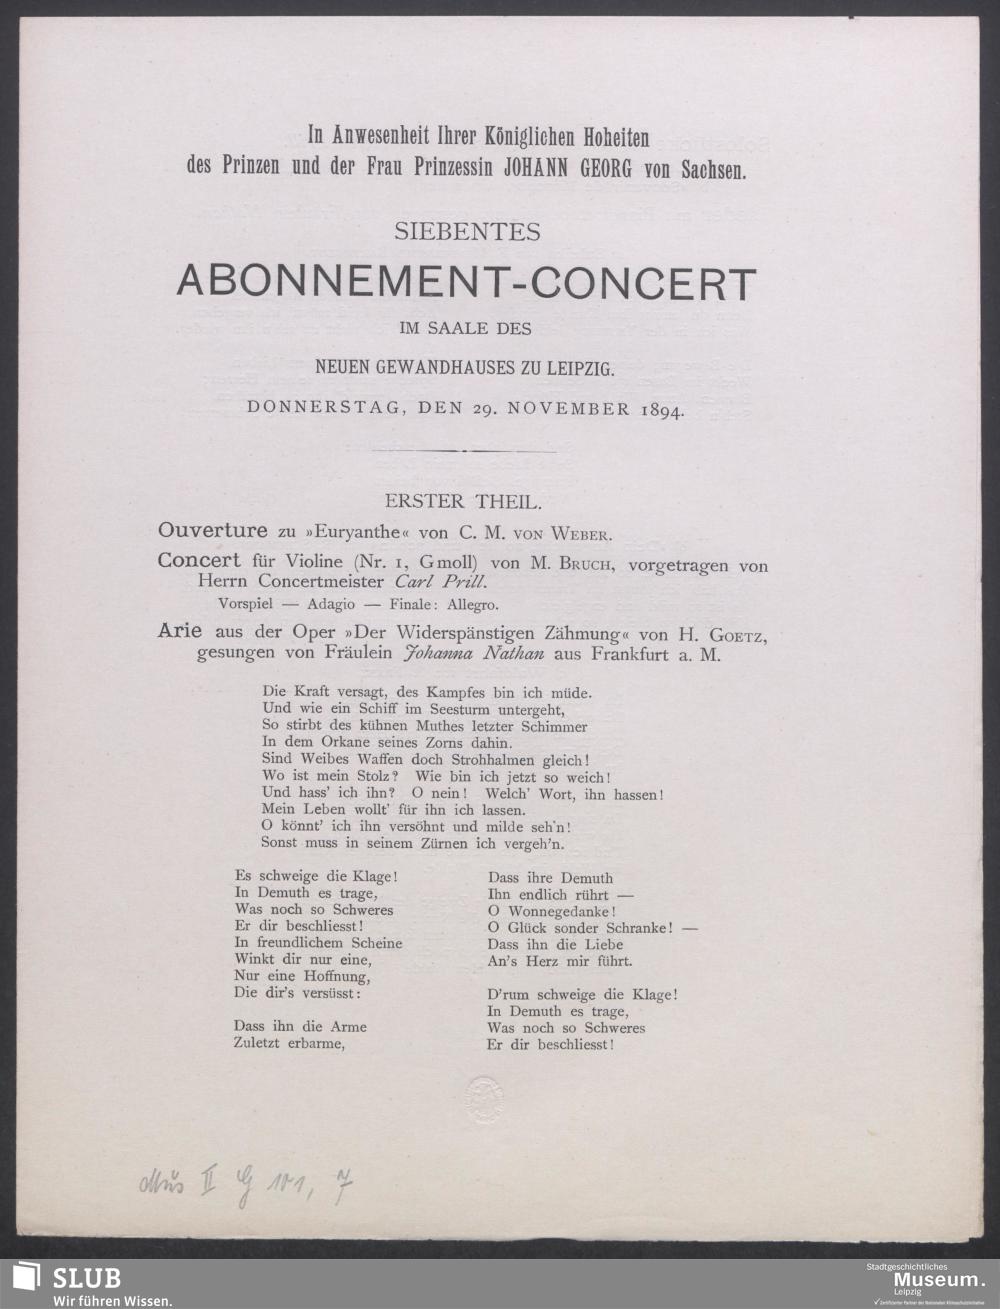 In Anwesenheit Ihrer Königlichen Hoheiten
des Prinzen und der Frau Prinzessin JOHANN GEORG von Sachsen.
SIEBENTES
ABONNEMENT-CONCERT
IM SAALE DES
NEUEN GEWANDHAUSES ZU LEIPZIG.
DONNERSTAG, DEN 29. NOVEMBER 1894.
ERSTER THEIL.
Ouverture zu »Euryanthe« von C. M. VON WEBER.
Concert für Violine (Nr. 1, G moll) von M. BRUCH, vorgetragen von
Herrn Concertmeister Carl Prill.
Vorspiel — Adagio — Finale: Allegro.
Arie aus der Oper »Der Widerspänstigen Zähmung« von H. GOETZ,
gesungen von Fräulein Johanna Nathan aus Frankfurt a. M.
Die Kraft versagt, des Kampfes bin ich müde.
Und wie ein Schiff im Seesturm untergeht,
So stirbt des kühnen Muthes letzter Schimmer
In dem Orkane seines Zorns dahin.
Sind Weibes Waffen doch Strohhalmen gleich!
Wo ist mein Stolz? Wie bin ich jetzt so weich!
Und hass' ich ihn? O nein! Welch' Wort, ihn hassen!
Mein Leben wollt' für ihn ich lassen.
O könnt' ich ihn versöhnt und milde seh'n!
Sonst muss in seinem Zürnen ich vergeh'n.
Es schweige die Klage!
In Demuth es trage,
Was noch so Schweres
Er dir beschliesst!
In freundlichem Scheine
Winkt dir nur eine,
Nur eine Hoffnung,
Die dir's versüsst:
Dass ihn die Arme
Zuletzt erbarme,
Dass ihre Demuth
Ihn endlich rührt —
O Wonnegedanke!
O Glück sonder Schranke! —
Dass ihn die Liebe
An's Herz mir führt.
D'rum schweige die Klage!
In Demuth es trage,
Was noch so Schweres
Er dir beschliesst!
Mus II G 101, 7
SLUB
Wir führen Wissen.
Stadtgeschichtliches
Museum.
Leipzig
Zertifizierter Partner der Nationalen Klimaschutzinitiative